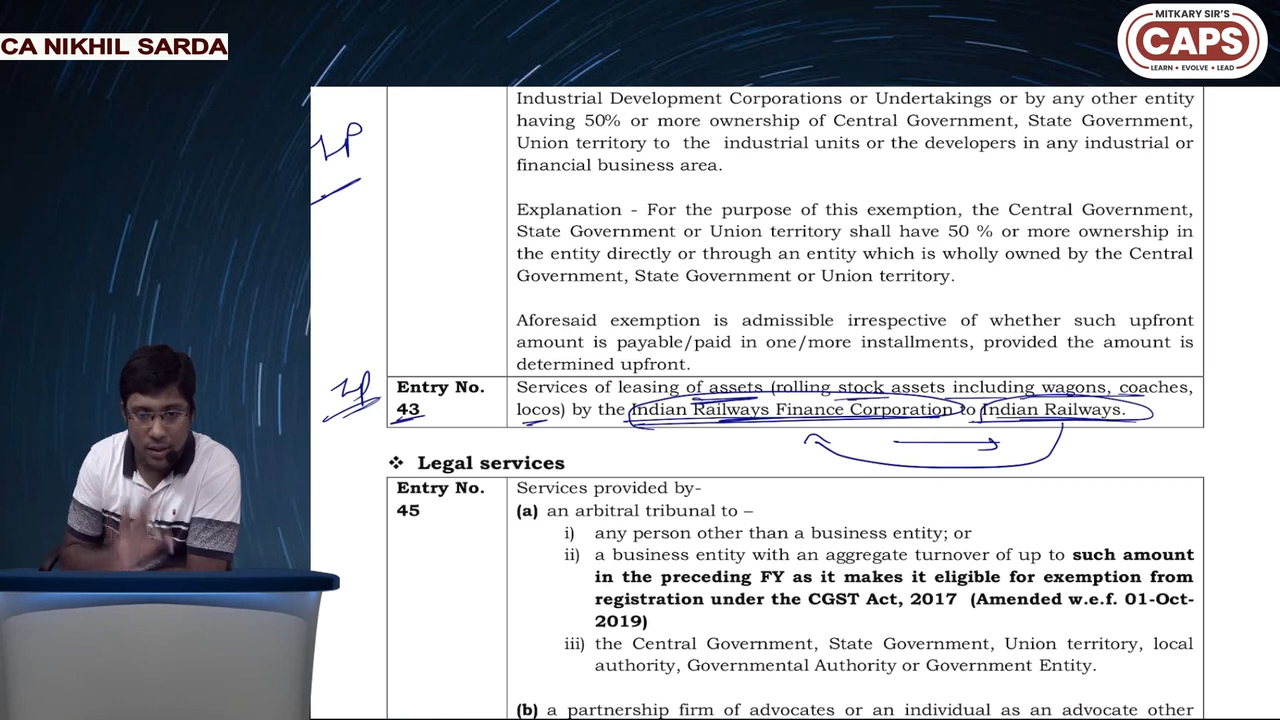 CA NIKHIL SARDA
MITKARY SIR'S
CAPS
LEARN • EVOLVE • LEAD
Industrial Development Corporations or Undertakings or by any other entity
having 50% or more ownership of Central Government, State Government,
Union territory to the industrial units or the developers in any industrial or
financial business area.
Explanation - For the purpose of this exemption, the Central Government,
State Government or Union territory shall have 50 % or more ownership in
the entity directly or through an entity which is wholly owned by the Central
Government, State Government or Union territory.
Aforesaid exemption is admissible irrespective of whether such upfront
amount is payable/paid in one/more installments, provided the amount is
determined upfront.
Entry No.
43
Services of leasing of assets (rolling stock assets including wagons, coaches,
locos) by the Indian Railways Finance Corporation to Indian Railways.
❖ Legal services
Entry No.
45
Services provided by-
(a) an arbitral tribunal to –
i) any person other than a business entity; or
ii) a business entity with an aggregate turnover of up to such amount
in the preceding FY as it makes it eligible for exemption from
registration under the CGST Act, 2017 (Amended w.e.f. 01-Oct-
2019)
iii) the Central Government, State Government, Union territory, local
authority, Governmental Authority or Government Entity.
(b) a partnership firm of advocates or an individual as an advocate other